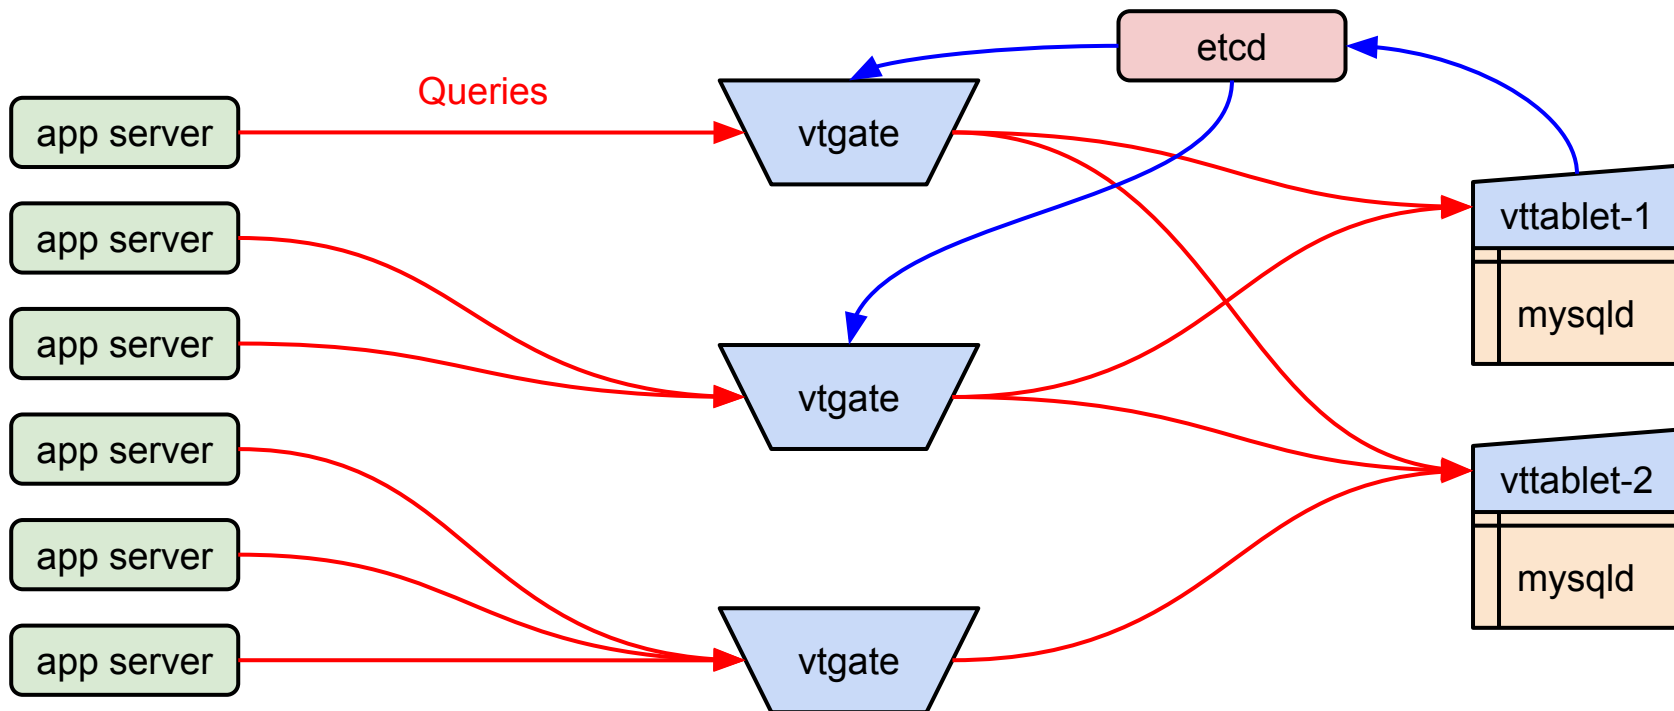 etcd
Queries
app server
vtgate
app server
vttablet-1
app server
mysqld
vtgate
app server
vttablet-2
app server
mysqld
app server
vtgate